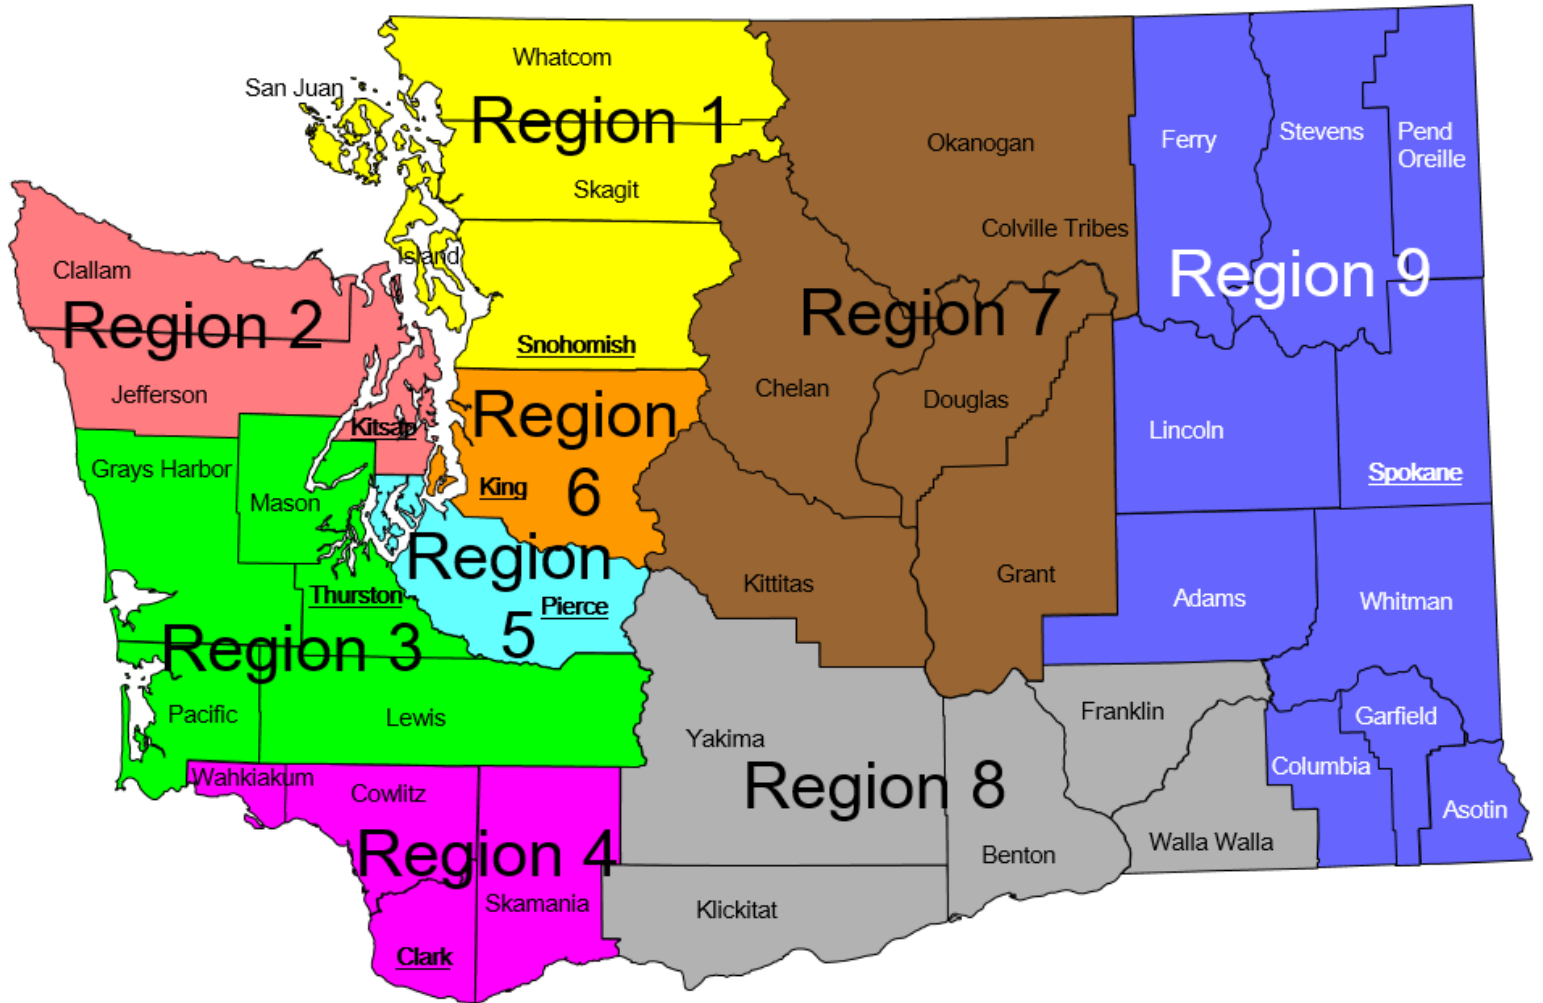 Whatcom
San Juan
Region 1
Skagit
Island
Snohomish
Okanogan
Colville Tribes
Region 7
Chelan
Douglas
Kittitas
Grant
Ferry
Stevens
Pend
Oreille
Region 9
Lincoln
Spokane
Adams
Whitman
Garfield
Columbia
Asotin
Clallam
Region 2
Jefferson
Kitsap
Region
6
King
Grays Harbor
Mason
Thurston
Region 3
Pacific
Lewis
Region
5
Pierce
Wahkiakum
Cowlitz
Region 4
Skamania
Clark
Yakima
Region 8
Klickitat
Benton
Franklin
Walla Walla